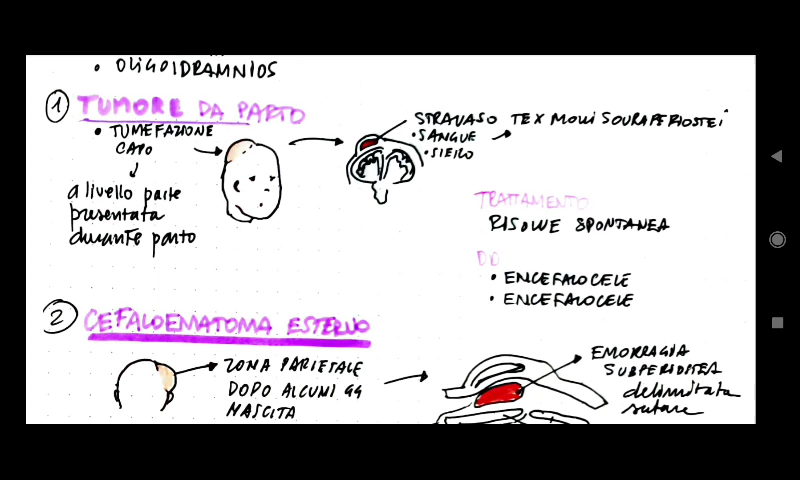 • OLIGOIDRAMNIOS
1 TUMORE DA PARTO
• TUMEFAZIONE
CAPO
a livello parte
presentata
durante parto
STRAVASO TEX MOLLI SOVRAPERIOSTEI
• SANGUE
• SIERO
TRATTAMENTO
RISOLVE SPONTANEA
DD
• ENCEFALOCELE
• ENCEFALOCELE
2 CEFALOEMATOMA ESTERNO
ZONA PARIETALE
DOPO ALCUNI GG
NASCITA
EMORRAGIA
SUBPERIOSTEA
delimitata
suture